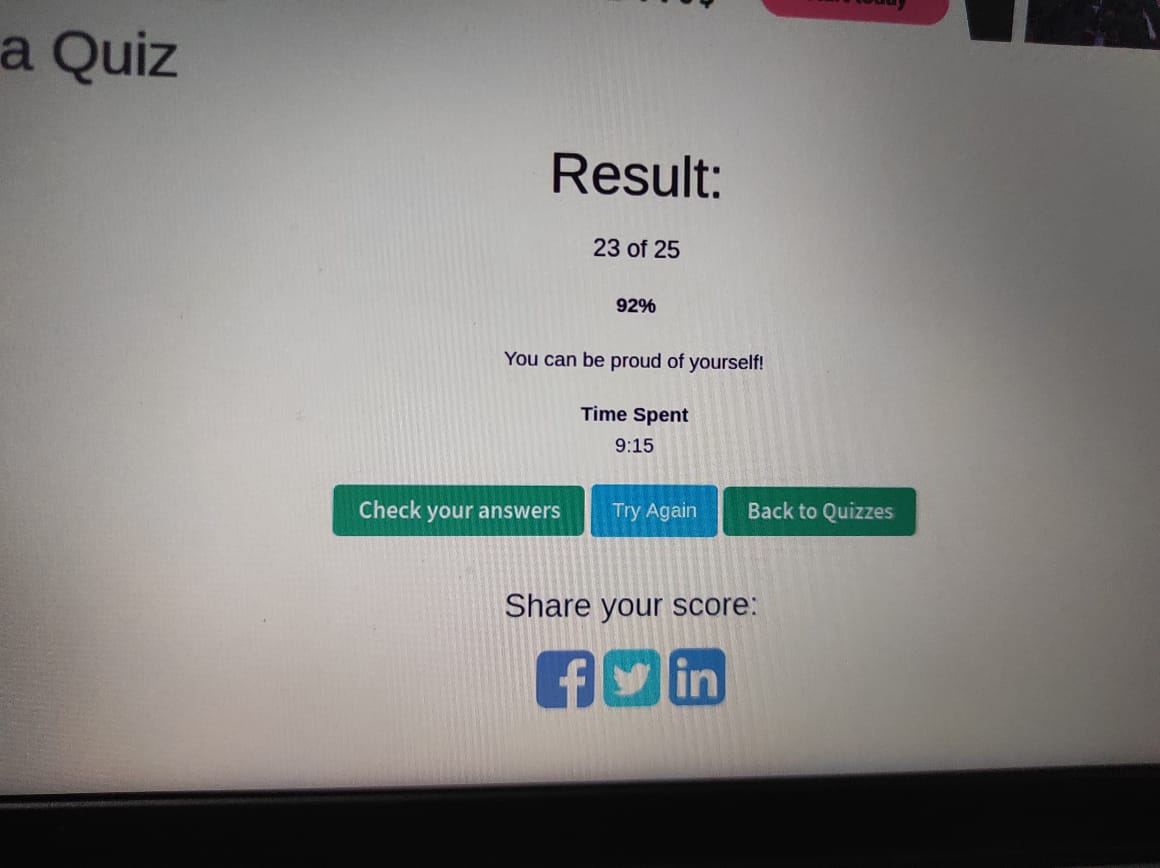 a Quiz
Result:
23 of 25
92%
You can be proud of yourself!
Time Spent
9:15
Check your answers
Try Again
Back to Quizzes
Share your score:
f
in